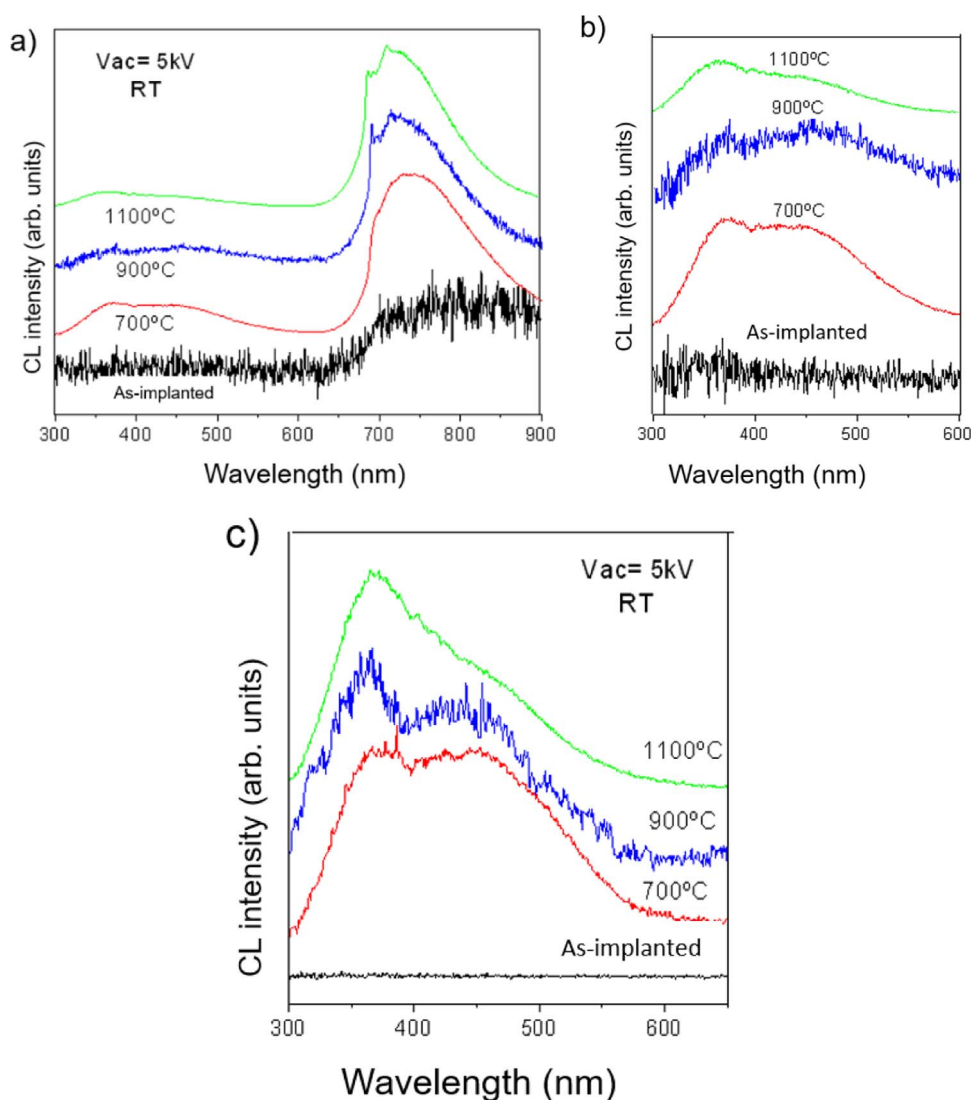 a)
Vac= 5kV
RT
1100ºC
900ºC
700ºC
As-implanted
CL intensity (arb. units)
300 400 500 600 700 800 900
Wavelength (nm)
b)
1100ºC
900ºC
700ºC
As-implanted
CL intensity (arb. units)
300 400 500 600
Wavelength (nm)
c)
Vac= 5kV
RT
1100ºC
900ºC
700ºC
As-implanted
CL intensity (arb. units)
300 400 500 600
Wavelength (nm)